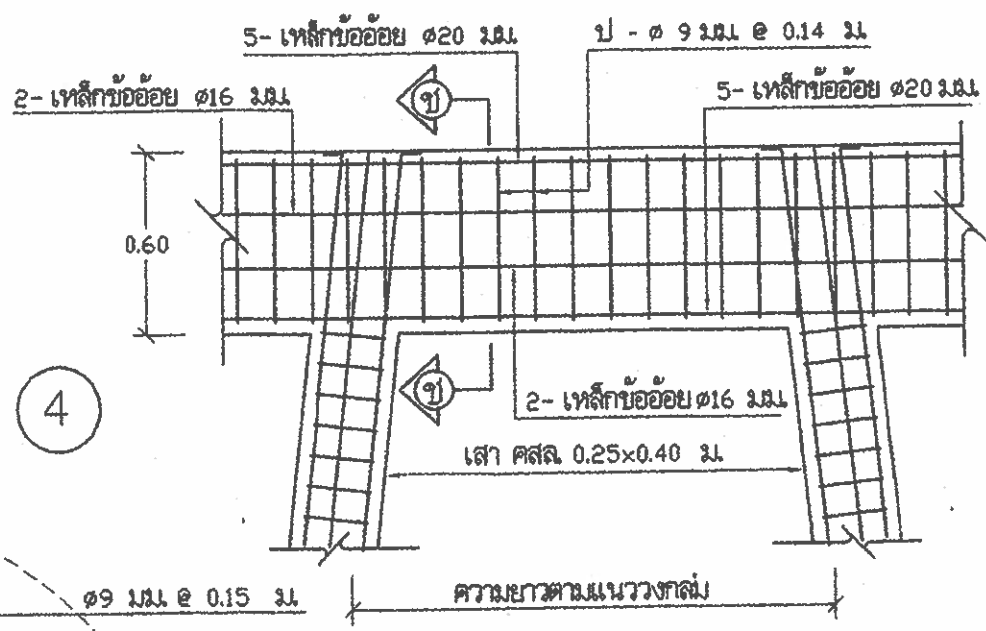 5- เหล็กข้ออ้อย ø20 มม.
ป - ø 9 มม. @ 0.14 ม.
2- เหล็กข้ออ้อย ø16 มม.
ช
5- เหล็กข้ออ้อย ø20 มม.
0.60
4
ช
2- เหล็กข้ออ้อย ø16 มม.
เสา คสล. 0.25x0.40 ม.
ø9 มม. @ 0.15 ม.
ความยาวตามแนววงกลม